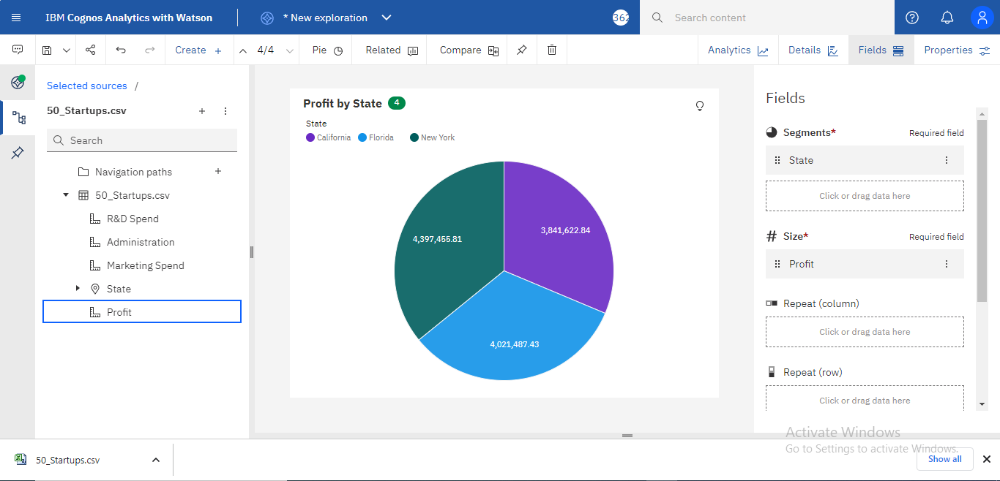 IBM Cognos Analytics with Watson
* New exploration
362
Search content
Create +
4/4
Pie
Related
Compare
Analytics
Details
Fields
Properties
Selected sources /
50_Startups.csv
Search
Navigation paths
50_Startups.csv
R&D Spend
Administration
Marketing Spend
State
Profit
Profit by State 4
State
California Florida New York
4,397,455.81
3,841,622.84
4,021,487.43
Fields
Segments* Required field
State
Click or drag data here
Size* Required field
Profit
Repeat (column)
Click or drag data here
Repeat (row)
Click or drag data here
Activate Windows
Go to Settings to activate Windows.
50_Startups.csv
Show all